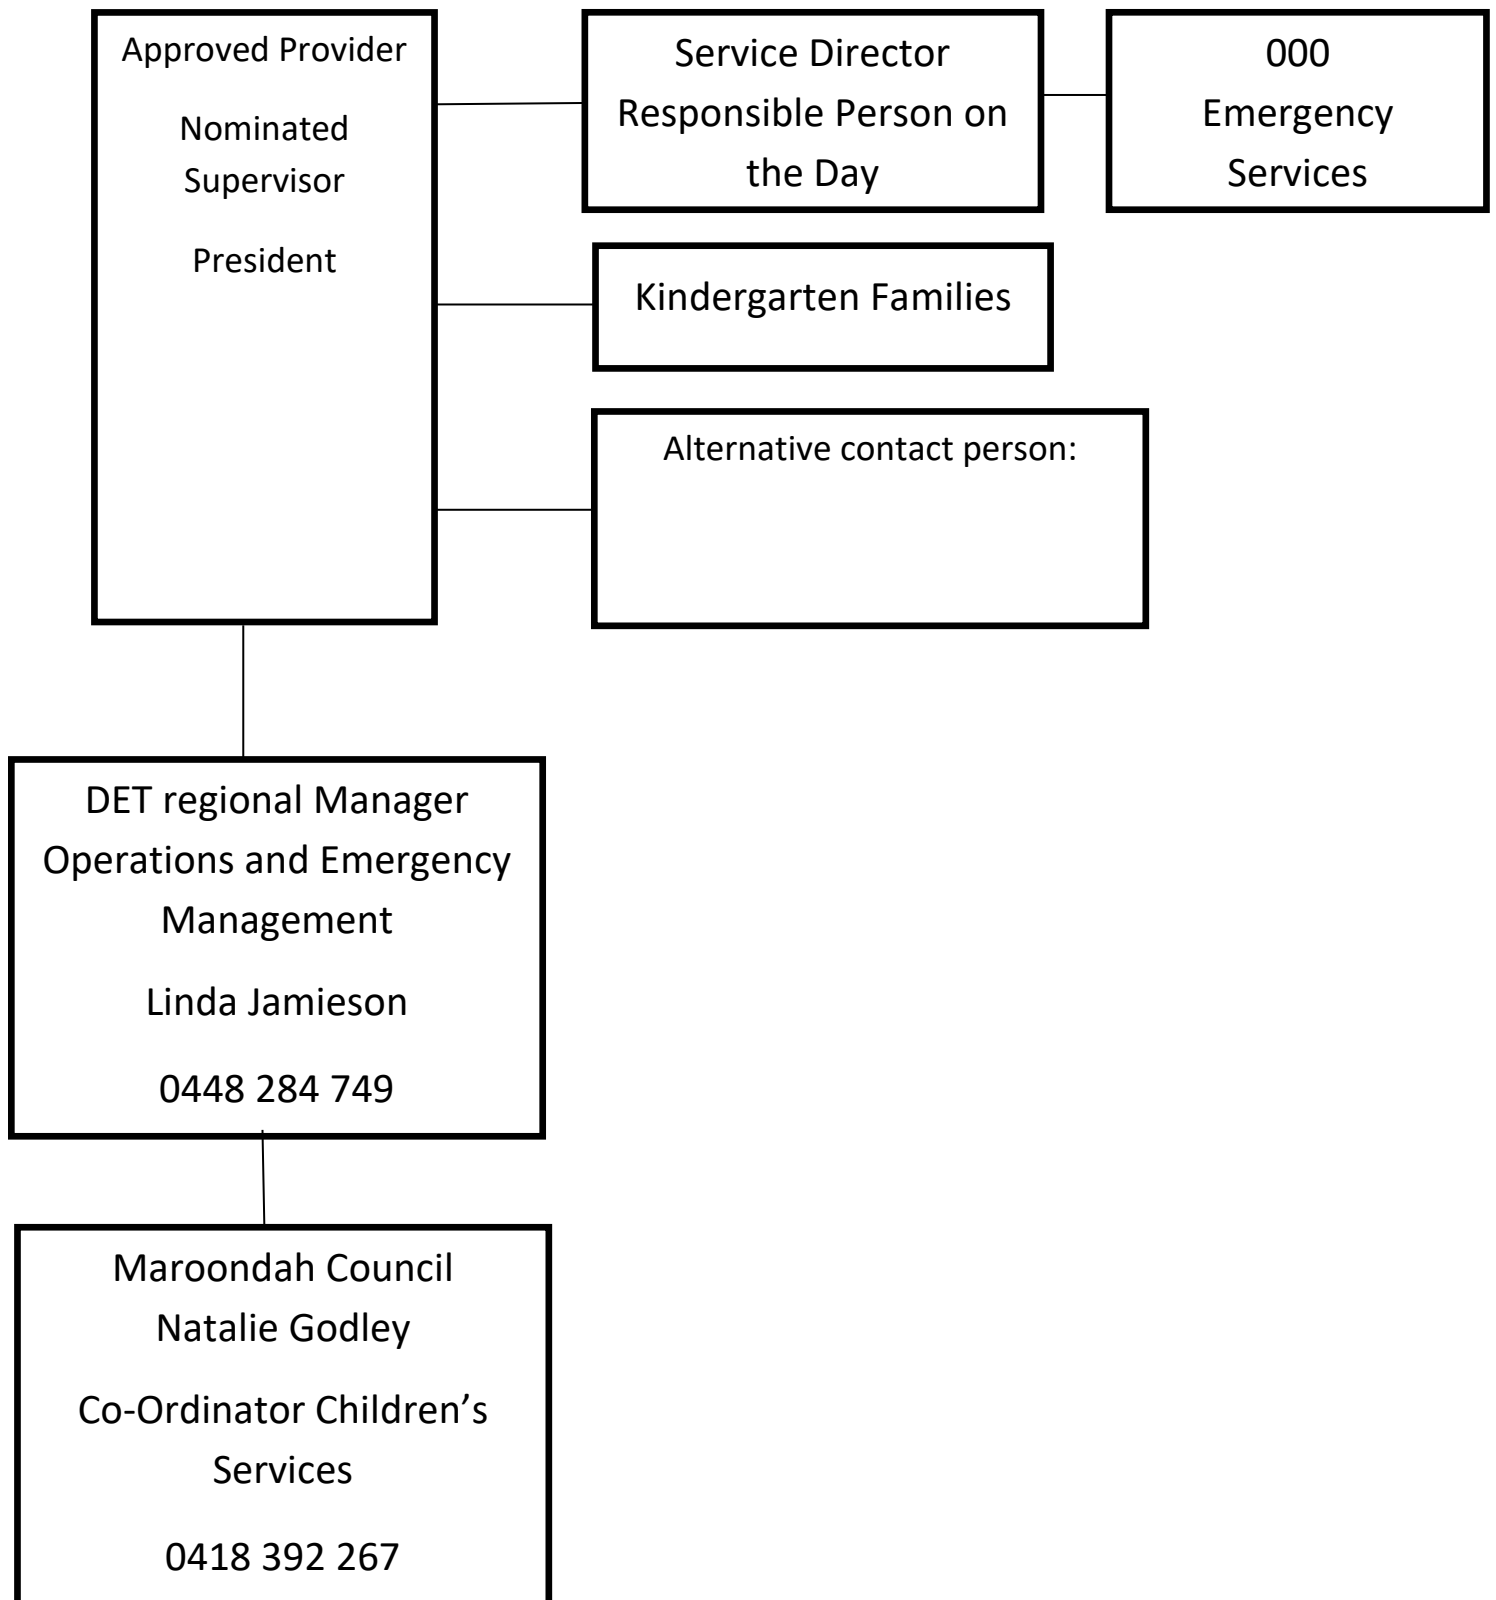 Approved Provider
Nominated
Supervisor
President
Service Director
Responsible Person on
the Day
000
Emergency
Services
Kindergarten Families
Alternative contact person:
DET regional Manager
Operations and Emergency
Management
Linda Jamieson
0448 284 749
Maroondah Council
Natalie Godley
Co-Ordinator Children’s
Services
0418 392 267